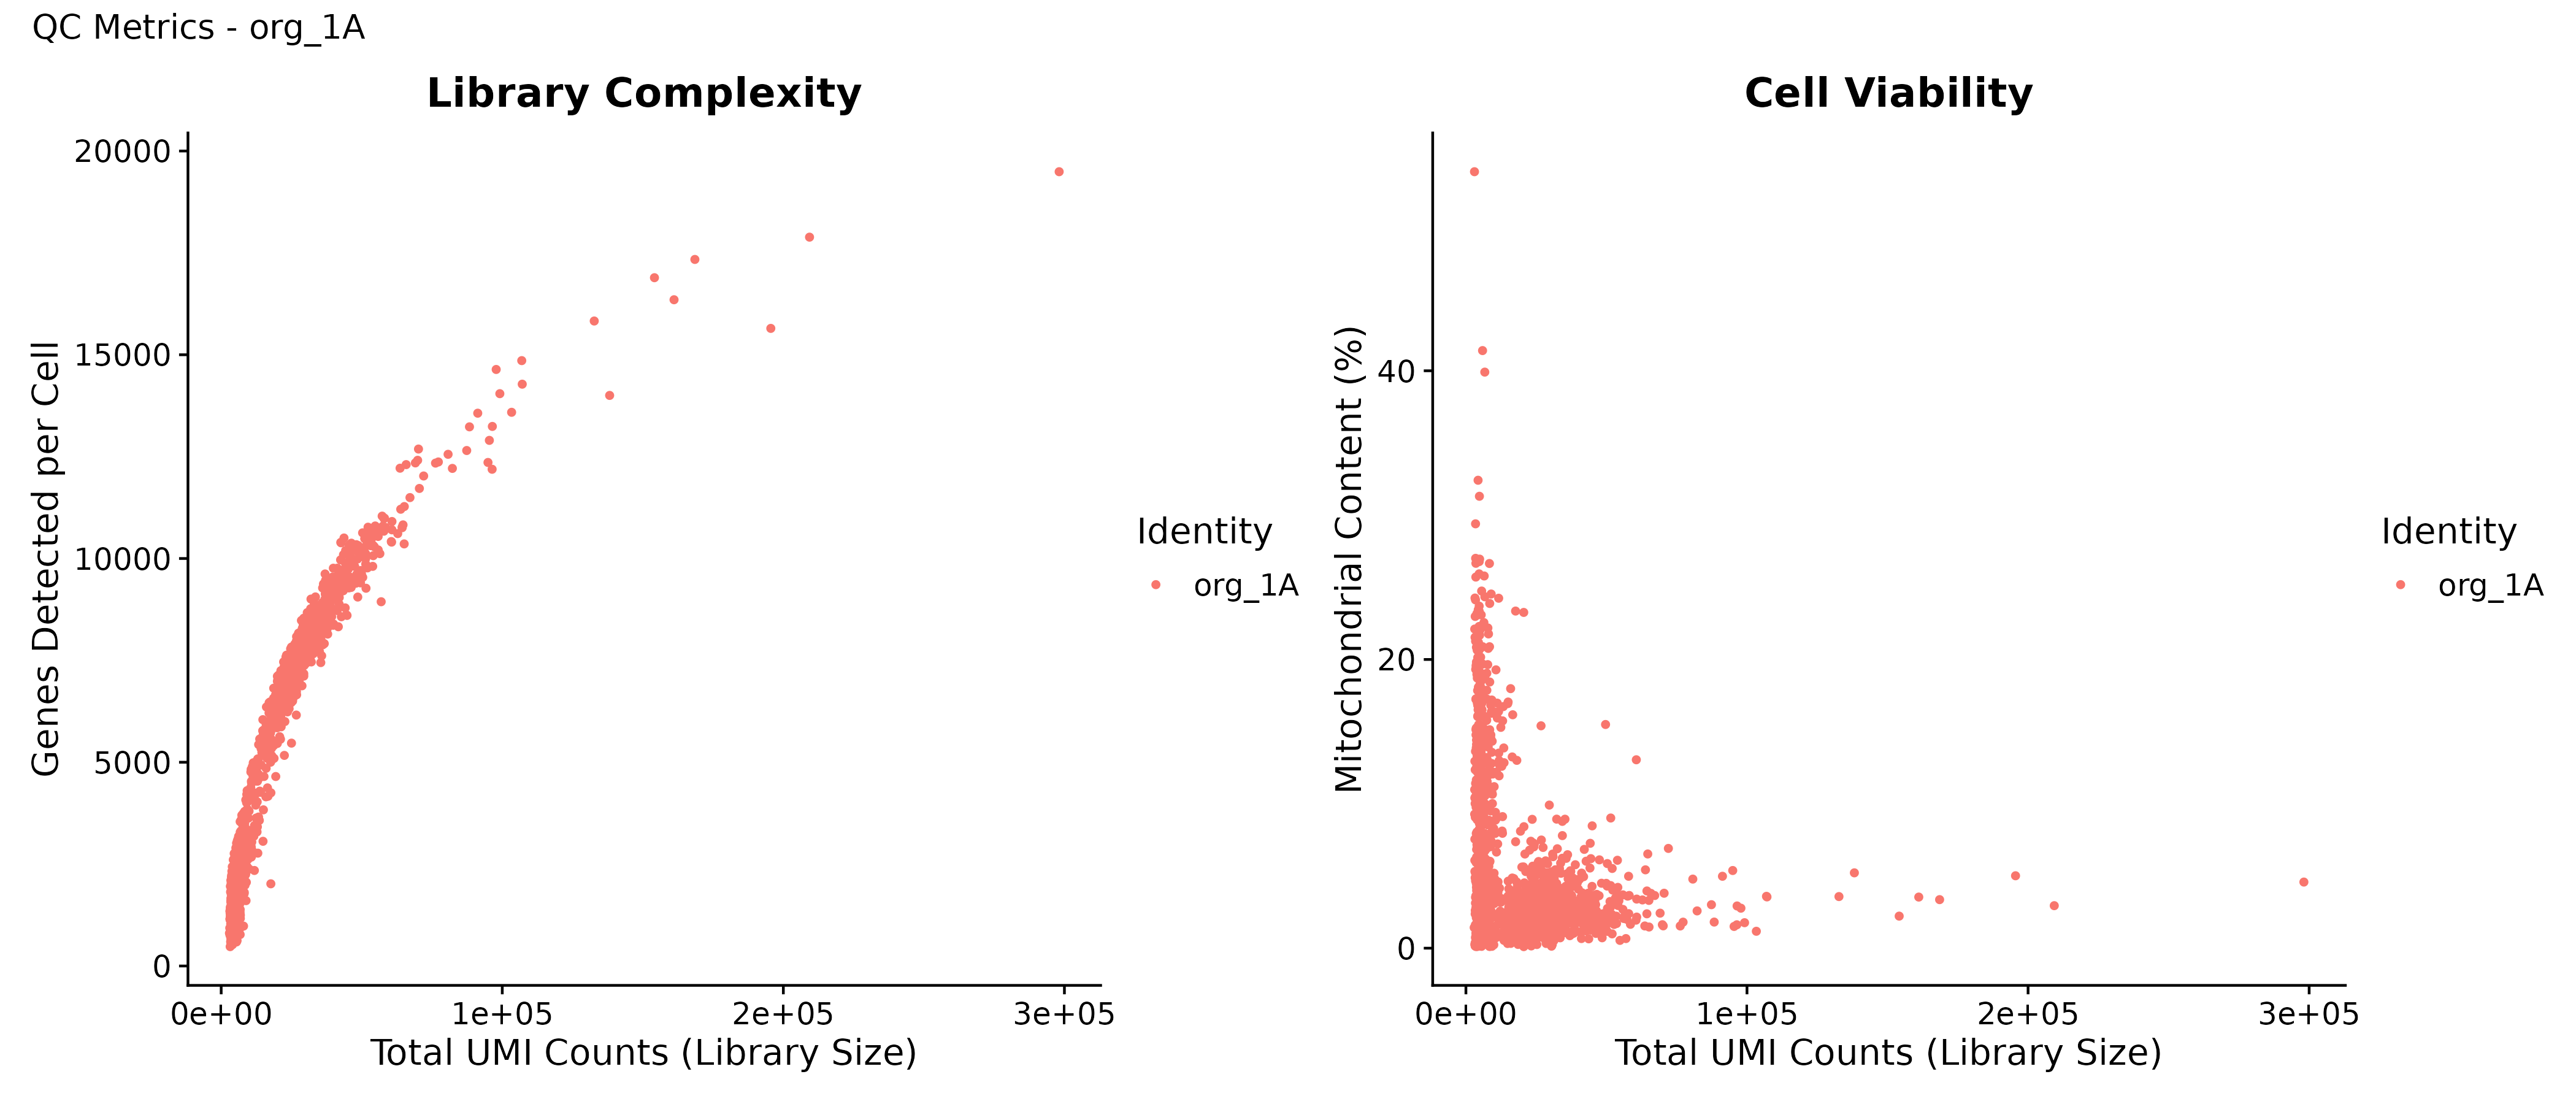 QC Metrics - org_1A
Library Complexity
Genes Detected per Cell
20000
15000
10000
5000
0
0e+00
1e+05
2e+05
3e+05
Total UMI Counts (Library Size)
Identity
org_1A
Cell Viability
Mitochondrial Content (%)
40
20
0
0e+00
1e+05
2e+05
3e+05
Total UMI Counts (Library Size)
Identity
org_1A